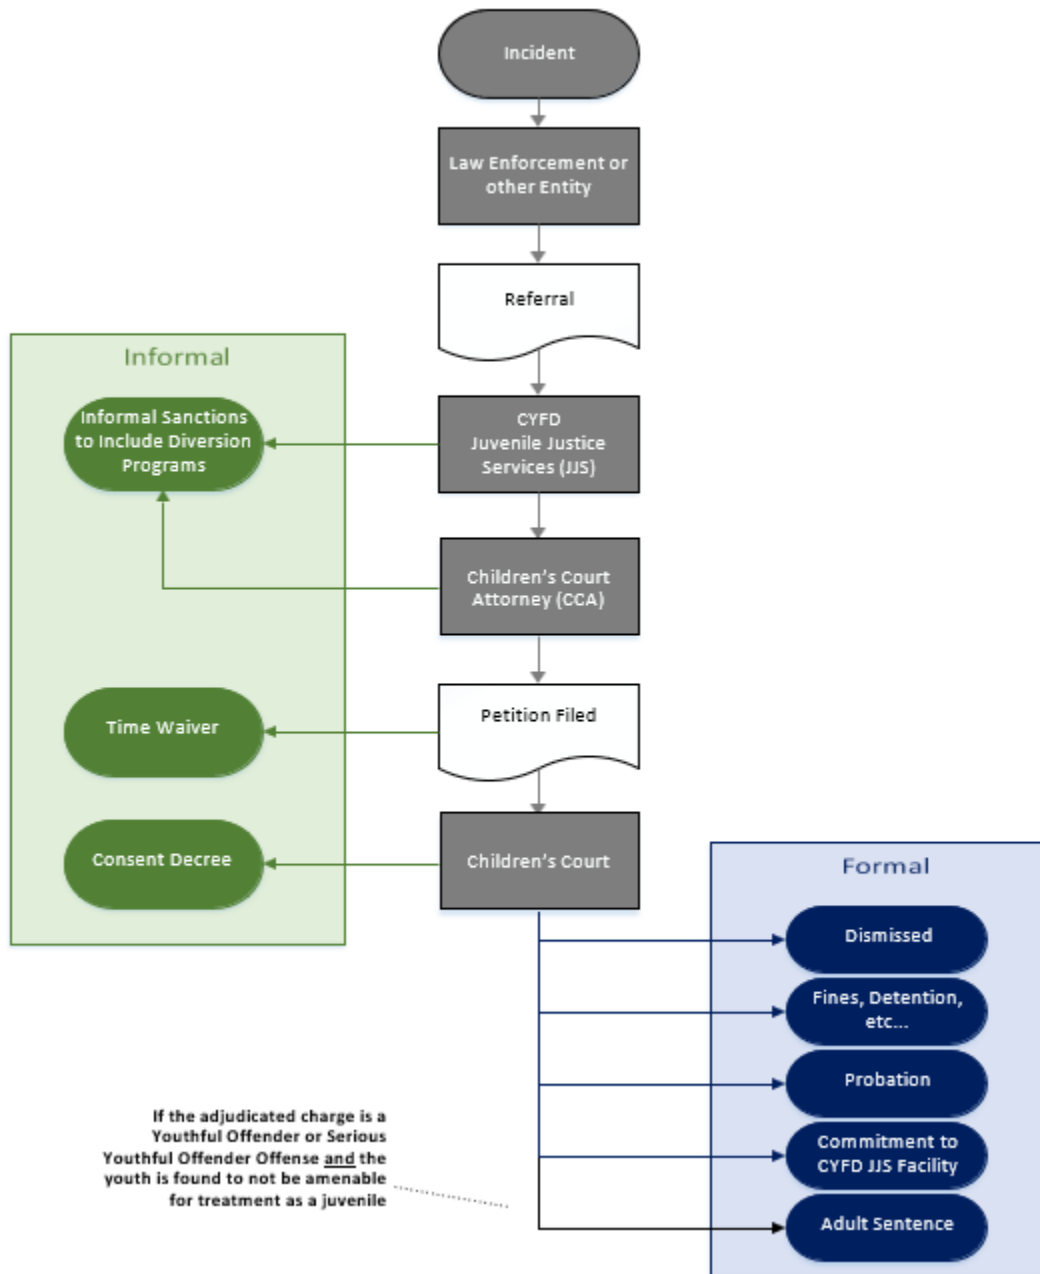 Incident
Law Enforcement or
other Entity
Referral
Informal
Informal Sanctions
to Include Diversion
Programs
CYFD
Juvenile Justice
Services (JJS)
Children's Court
Attorney (CCA)
Petition Filed
Time Waiver
Consent Decree
Children's Court
Formal
Dismissed
Fines, Detention,
etc...
Probation
Commitment to
CYFD JJS Facility
Adult Sentence
If the adjudicated charge is a
Youthful Offender or Serious
Youthful Offender Offense and the
youth is found to not be amenable
for treatment as a juvenile